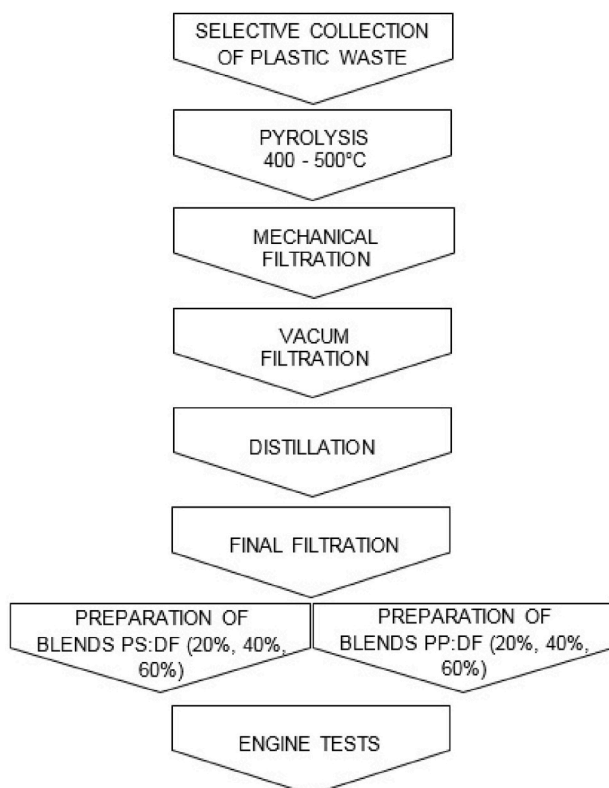 SELECTIVE COLLECTION
OF PLASTIC WASTE
PYROLYSIS
400 - 500°C
MECHANICAL
FILTRATION
VACUM
FILTRATION
DISTILLATION
FINAL FILTRATION
PREPARATION OF
BLENDS PS:DF (20%, 40%,
60%)
PREPARATION OF
BLENDS PP:DF (20%, 40%,
60%)
ENGINE TESTS